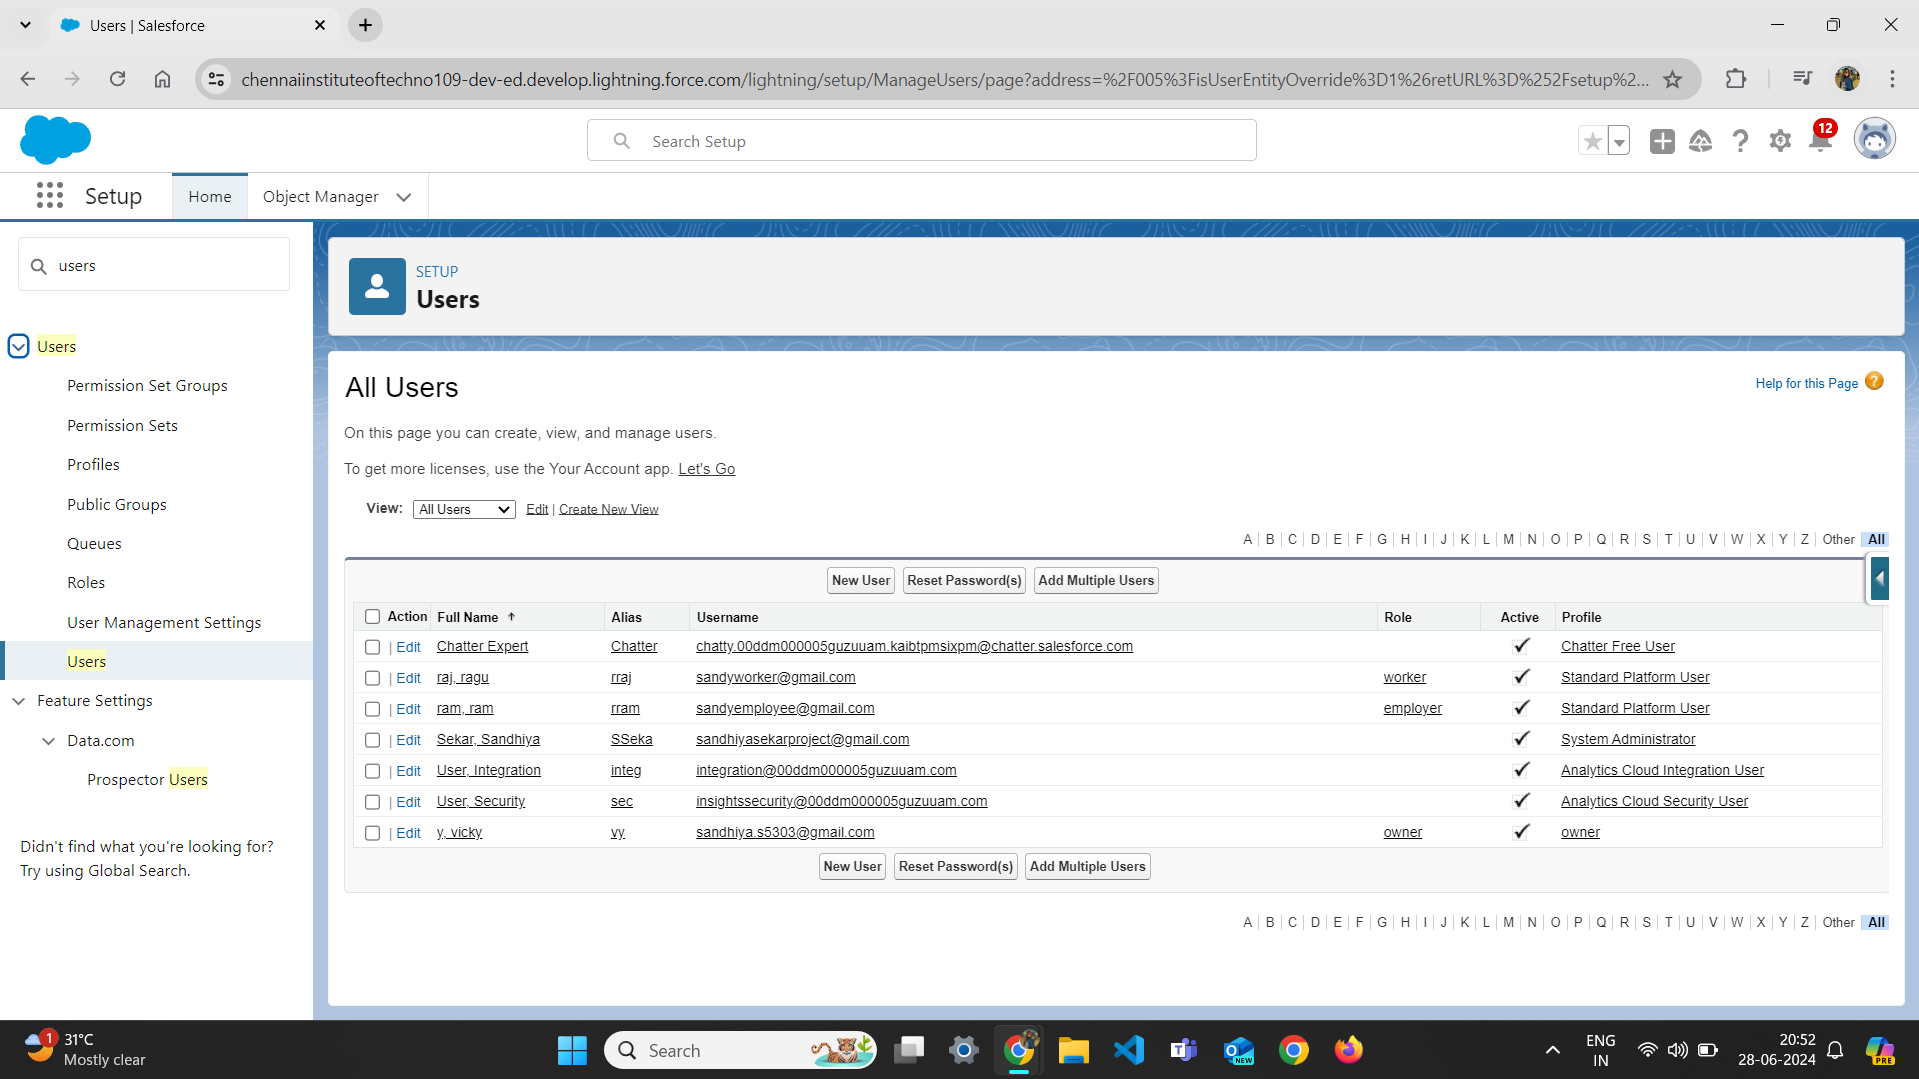 Users | Salesforce
chennaiinstituteoftechno109-dev-ed.develop.lightning.force.com/lightning/setup/ManageUsers/page?address=%2F005%3FisUserEntityOverride%3D1%26retURL%3D%252Fsetup%2...
Search Setup
12
Setup
Home
Object Manager
users
Users
Permission Set Groups
Permission Sets
Profiles
Public Groups
Queues
Roles
User Management Settings
Users
Feature Settings
Data.com
Prospector Users
Didn't find what you're looking for?
Try using Global Search.
SETUP
Users
All Users
Help for this Page ?
On this page you can create, view, and manage users.
To get more licenses, use the Your Account app. Let's Go
View: All Users Edit | Create New View
A B C D E F G H I J K L M N O P Q R S T U V W X Y Z Other All
New User Reset Password(s) Add Multiple Users
Action Full Name Alias Username Role Active Profile
| Edit Chatter Expert Chatter chatty.00ddm000005guzuuam.kaibtpmsixpm@chatter.salesforce.com Chatter Free User
| Edit raj, ragu rraj sandyworker@gmail.com worker Standard Platform User
| Edit ram, ram rram sandyemployee@gmail.com employer Standard Platform User
| Edit Sekar, Sandhiya SSeka sandhiyasekarproject@gmail.com System Administrator
| Edit User, Integration integ integration@00ddm000005guzuuam.com Analytics Cloud Integration User
| Edit User, Security sec insightssecurity@00ddm000005guzuuam.com Analytics Cloud Security User
| Edit y, vicky vy sandhiya.s5303@gmail.com owner owner
New User Reset Password(s) Add Multiple Users
A B C D E F G H I J K L M N O P Q R S T U V W X Y Z Other All
1
31°C
Mostly clear
Search
NEW
ENG
IN
20:52
28-06-2024
PRE